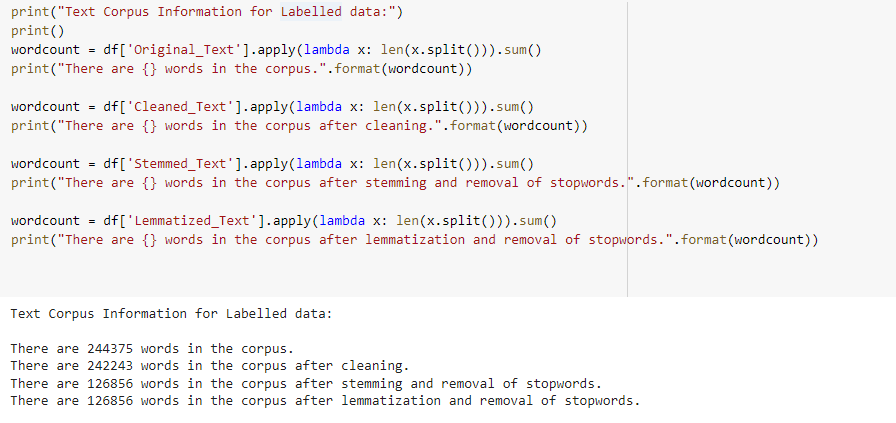 print("Text Corpus Information for Labelled data:")
print()
wordcount = df['Original_Text'].apply(lambda x: len(x.split())).sum()
print("There are {} words in the corpus.".format(wordcount))
wordcount = df['Cleaned_Text'].apply(lambda x: len(x.split())).sum()
print("There are {} words in the corpus after cleaning.".format(wordcount))
wordcount = df['Stemmed_Text'].apply(lambda x: len(x.split())).sum()
print("There are {} words in the corpus after stemming and removal of stopwords.".format(wordcount))
wordcount = df['Lemmatized_Text'].apply(lambda x: len(x.split())).sum()
print("There are {} words in the corpus after lemmatization and removal of stopwords.".format(wordcount))
Text Corpus Information for Labelled data:
There are 244375 words in the corpus.
There are 242243 words in the corpus after cleaning.
There are 126856 words in the corpus after stemming and removal of stopwords.
There are 126856 words in the corpus after lemmatization and removal of stopwords.